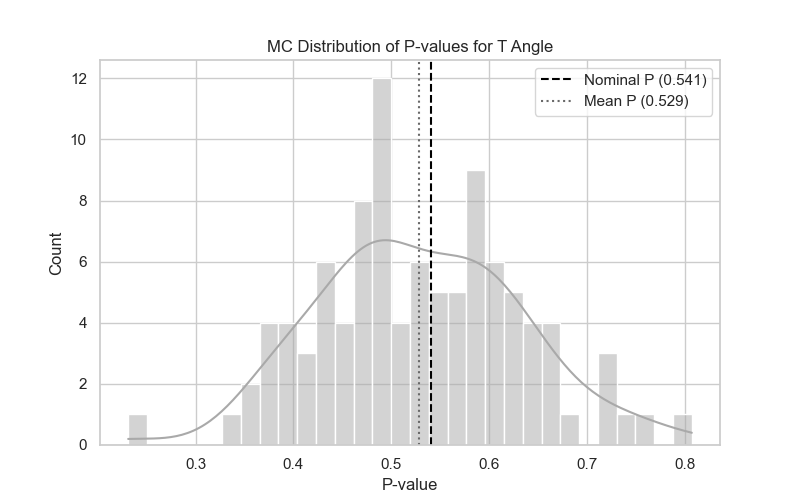 MC Distribution of P-values for T Angle
Nominal P (0.541)
Mean P (0.529)
Count
12
10
8
6
4
2
0
0.3 0.4 0.5 0.6 0.7 0.8
P-value